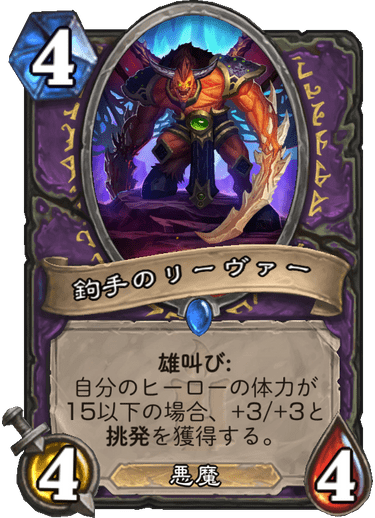 4
鉤手のリーヴァー
雄叫び:
自分のヒーローの体力が
15以下の場合、+3/+3と
挑発を獲得する。
4
悪魔
4